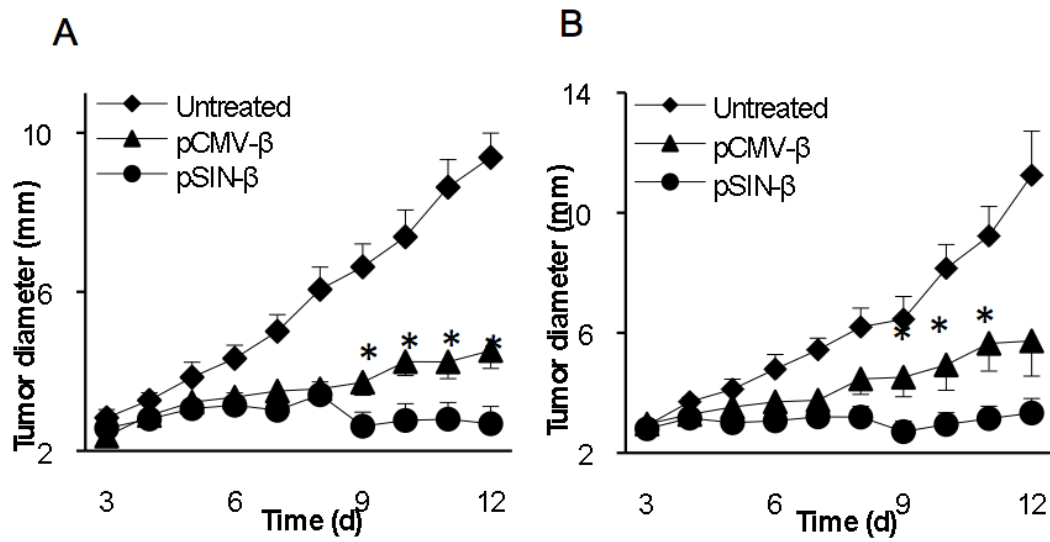 A
Untreated
pCMV-β
pSIN-β
10
6
2
Tumor diameter (mm)
* * * *
3 6 9 12
Time (d)
B
Untreated
pCMV-β
pSIN-β
14
10
6
2
Tumor diameter (mm)
* * *
3 6 9 12
Time (d)